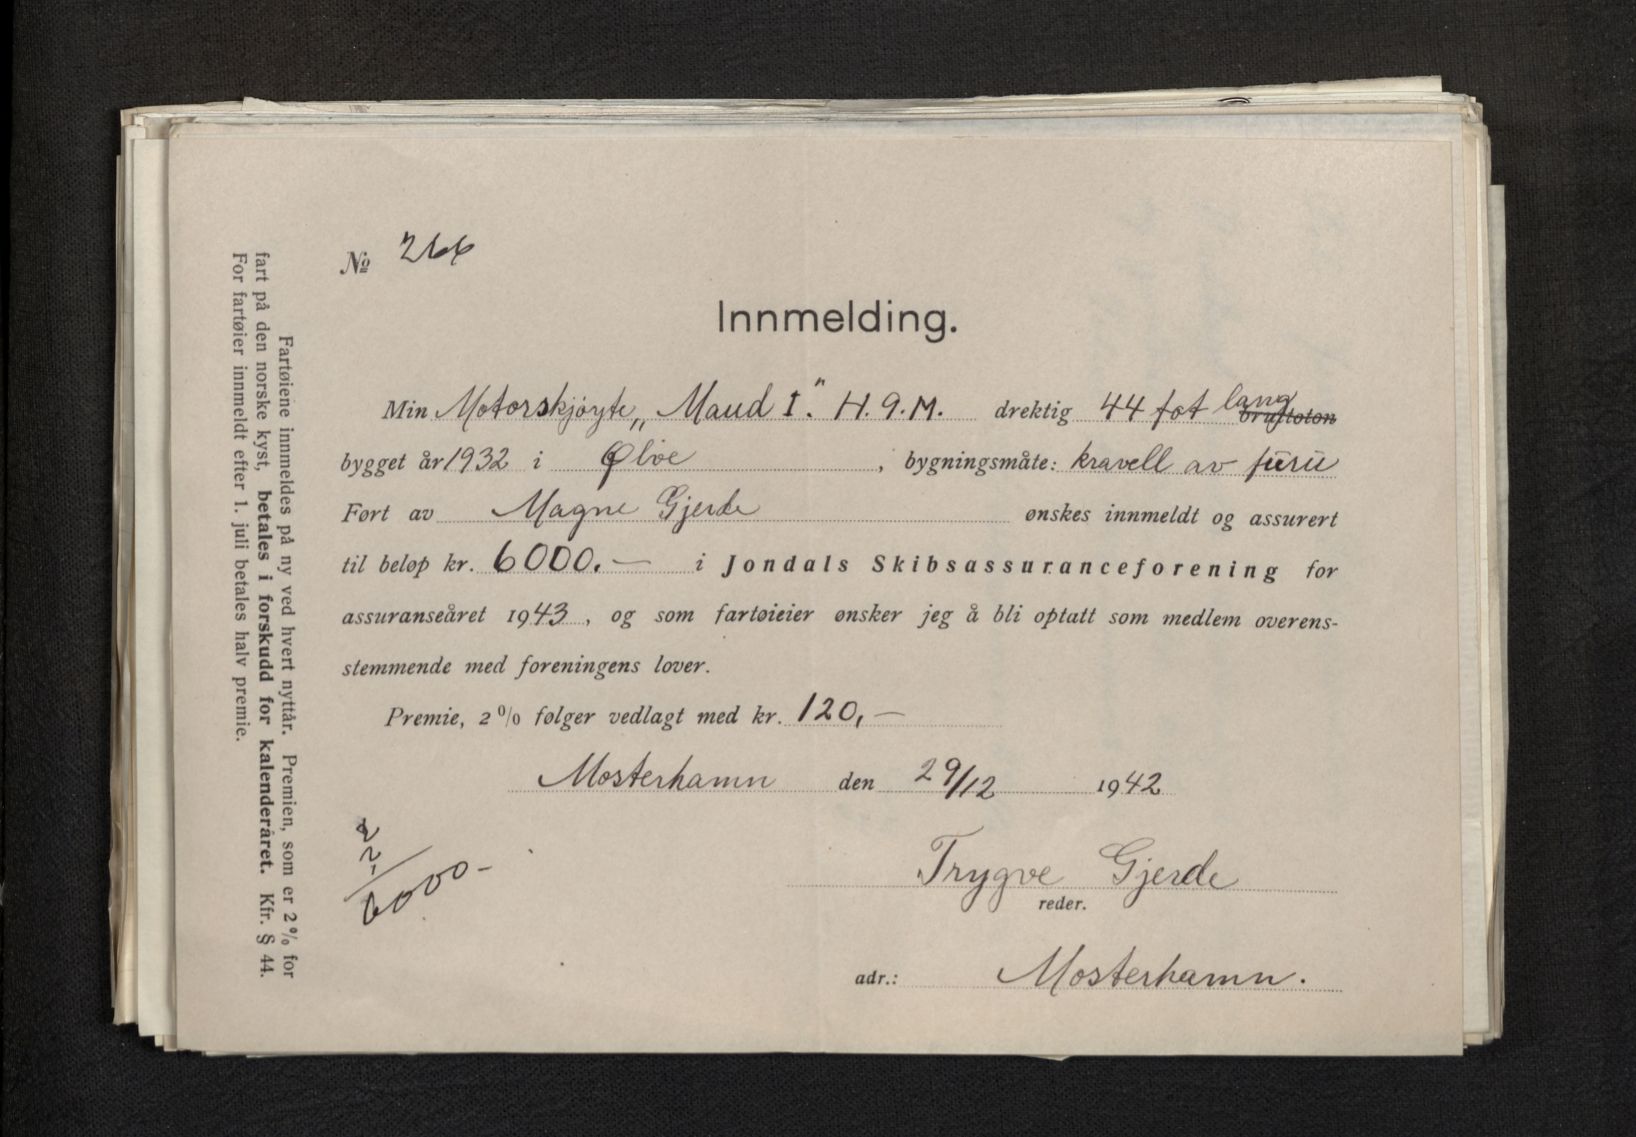 № 266
Innmelding.
Min Motorskjøyte „Maud I.“ H.9.M. drektig 44 fot lang bruttoton
bygget år 1932 i Ølve , bygningsmåte: kravell av furu
Ført av Magne Gjerde ønskes innmeldt og assurert
til beløp kr. 6000.— i Jondals Skibsassuranceforening for
assuranseåret 1943 , og som fartøieier ønsker jeg å bli optatt som medlem overens-
stemmende med foreningens lover.
Premie, 2% følger vedlagt med kr. 120,—
Mosterhamn den 29/12 1942
Trygve Gjerde
reder.
adr.: Mosterhamn.
6000-
Fartøiene innmeldes på ny ved hvert nyttår. Premien, som er 2% for
fart på den norske kyst, betales i forskudd for kalenderåret. Kfr. § 44.
For fartøier innmeldt efter 1. juli betales halv premie.